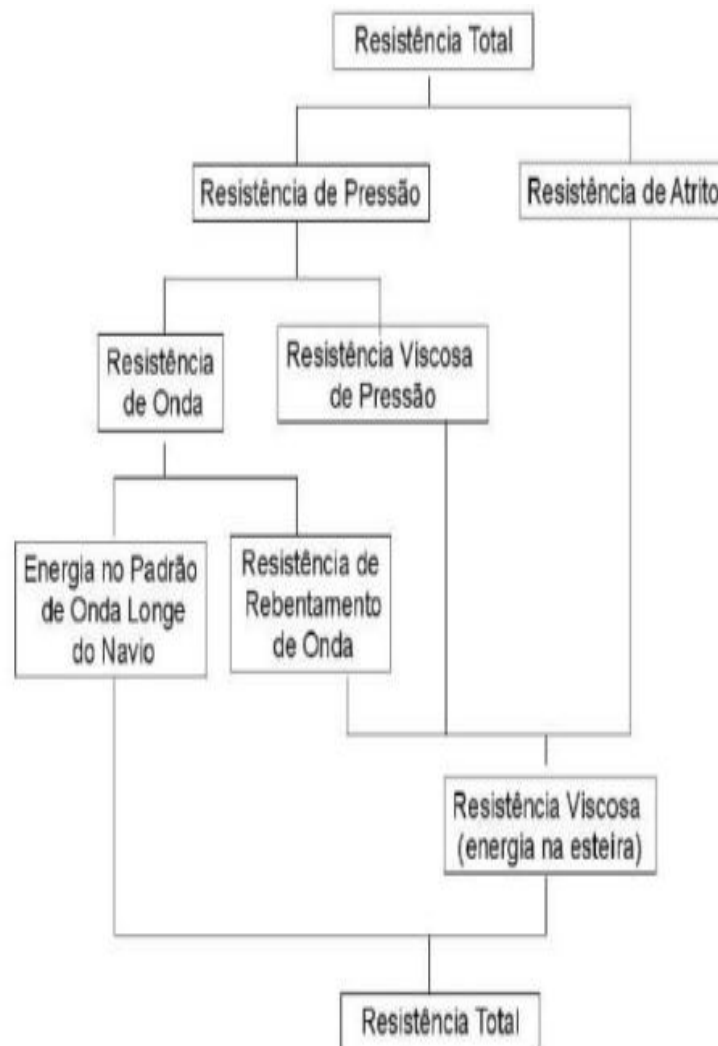 Resistência Total
Resistência de Pressão
Resistência de Atrito
Resistência
de Onda
Resistência Viscosa
de Pressão
Energia no Padrão
de Onda Longe
do Navio
Resistência de
Rebentamento
de Onda
Resistência Viscosa
(energia na esteira)
Resistência Total